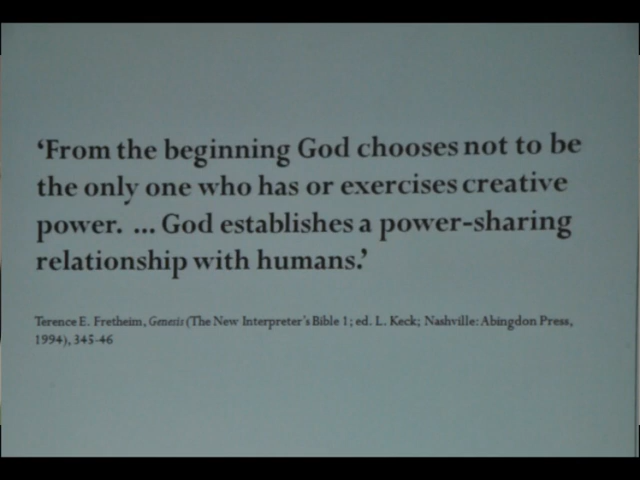 ‘From the beginning God chooses not to be
the only one who has or exercises creative
power. ... God establishes a power-sharing
relationship with humans.’
Terence E. Fretheim, Genesis (The New Interpreter's Bible 1; ed. L. Keck; Nashville: Abingdon Press,
1994), 345-46